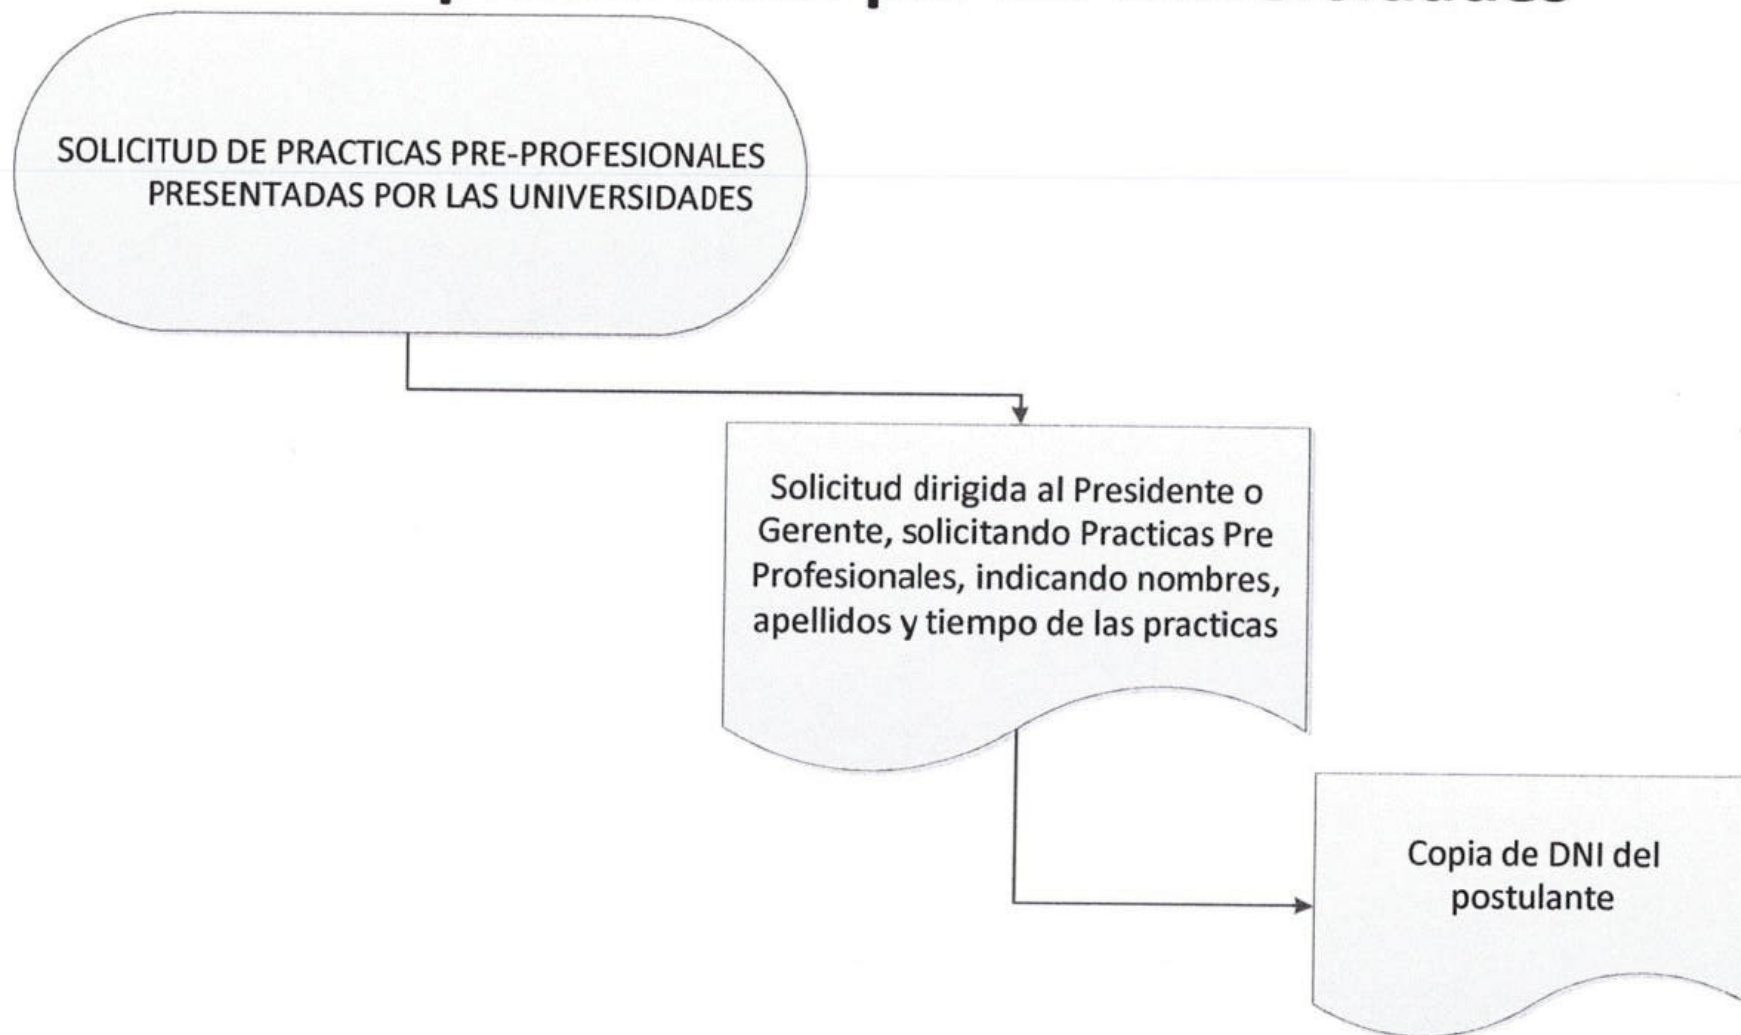 SOLICITUD DE PRACTICAS PRE-PROFESIONALES
PRESENTADAS POR LAS UNIVERSIDADES
Solicitud dirigida al Presidente o
Gerente, solicitando Practicas Pre
Profesionales, indicando nombres,
apellidos y tiempo de las practicas
Copia de DNI del
postulante